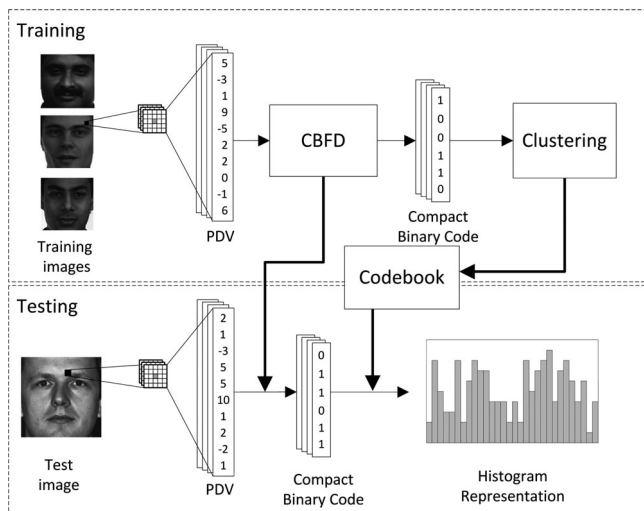 Training
5
-3
1
9
-5
2
2
0
-1
6
PDV
CBFD
1
0
0
1
1
0
Compact
Binary Code
Clustering
Training
images
Codebook
Testing
2
1
-3
5
5
10
1
2
-2
1
PDV
0
1
1
0
1
1
Compact
Binary Code
Test
image
Histogram
Representation